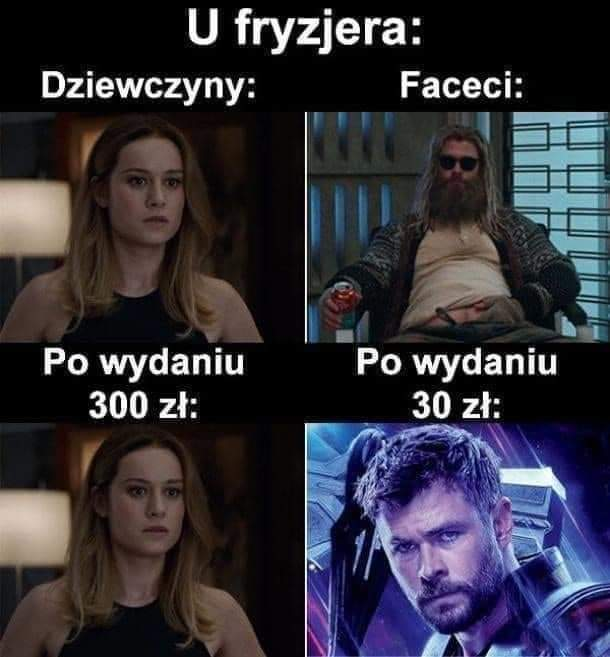 U fryzjera:
Dziewczyny:
Faceci:
Po wydaniu
300 zł:
Po wydaniu
30 zł: